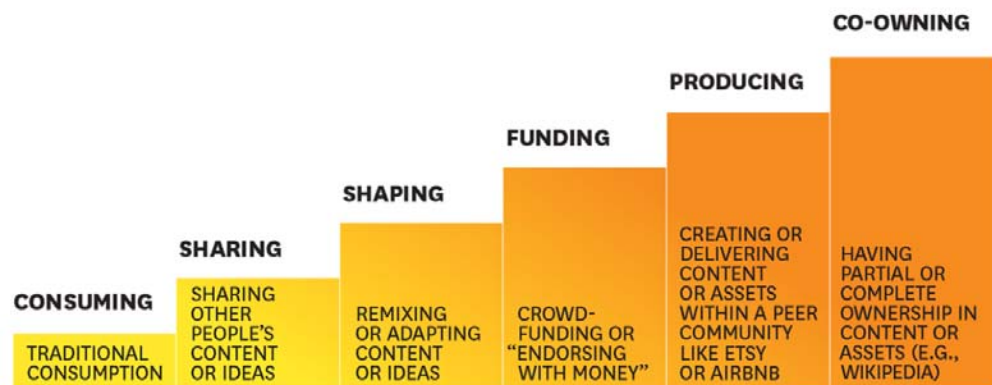 CONSUMING
TRADITIONAL
CONSUMPTION
SHARING
SHARING
OTHER
PEOPLE'S
CONTENT
OR IDEAS
SHAPING
REMIXING
OR ADAPTING
CONTENT
OR IDEAS
FUNDING
CROWD-
FUNDING OR
“ENDORSING
WITH MONEY”
PRODUCING
CREATING OR
DELIVERING
CONTENT
OR ASSETS
WITHIN A PEER
COMMUNITY
LIKE ETSY
OR AIRBNB
CO-OWNING
HAVING
PARTIAL OR
COMPLETE
OWNERSHIP IN
CONTENT OR
ASSETS (E.G.,
WIKIPEDIA)